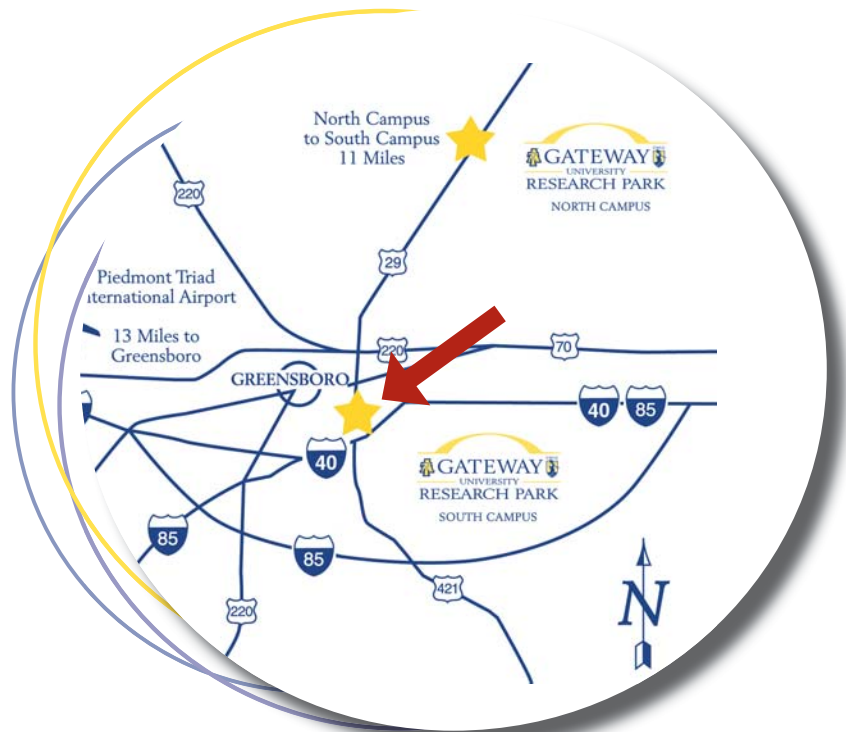 North Campus
to South Campus
11 Miles
GATEWAY
UNIVERSITY
RESEARCH PARK
NORTH CAMPUS
220
29
Piedmont Triad
nternational Airport
13 Miles to
Greensboro
220
70
GREENSBORO
40
85
40
GATEWAY
UNIVERSITY
RESEARCH PARK
SOUTH CAMPUS
85
85
421
220
N